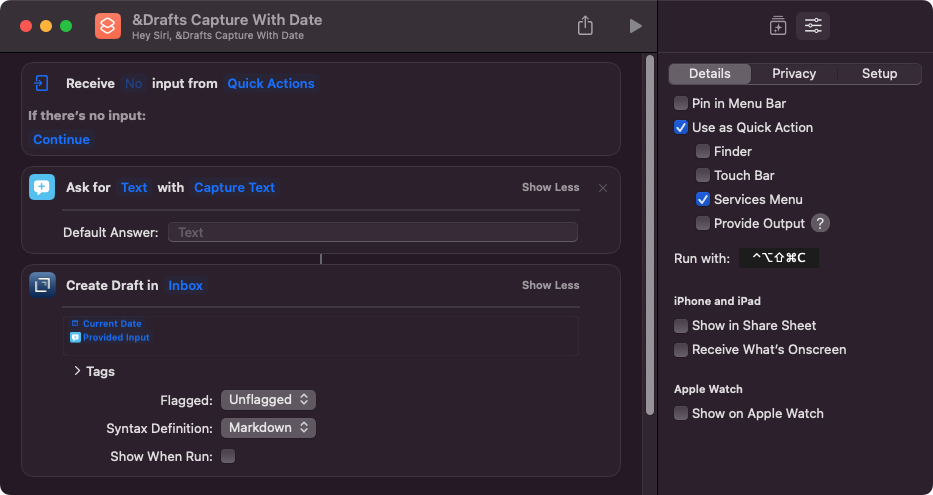 &Drafts Capture With Date
Hey Siri, &Drafts Capture With Date
Receive No input from Quick Actions
If there's no input:
Continue
Ask for Text with Capture Text Show Less
Default Answer: Text
Create Draft in Inbox Show Less
Current Date
Provided Input
Tags
Flagged: Unflagged
Syntax Definition: Markdown
Show When Run:
Details Privacy Setup
Pin in Menu Bar
Use as Quick Action
Finder
Touch Bar
Services Menu
Provide Output ?
Run with: ^⌥⇧⌘C
iPhone and iPad
Show in Share Sheet
Receive What's Onscreen
Apple Watch
Show on Apple Watch